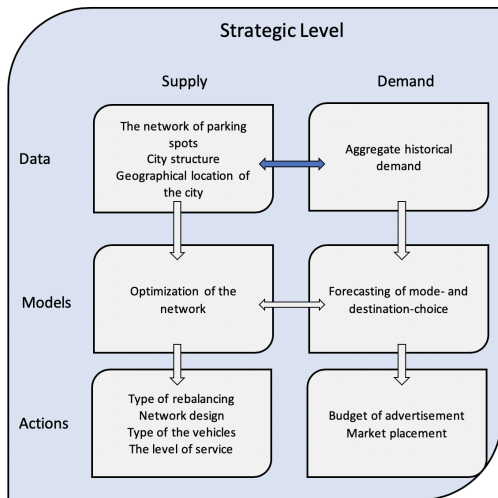 Strategic Level
Supply
Demand
Data
The network of parking
spots
City structure
Geographical location of
the city
Aggregate historical
demand
Models
Optimization of the
network
Forecasting of mode- and
destination-choice
Actions
Type of rebalancing
Network design
Type of the vehicles
The level of service
Budget of advertisement
Market placement